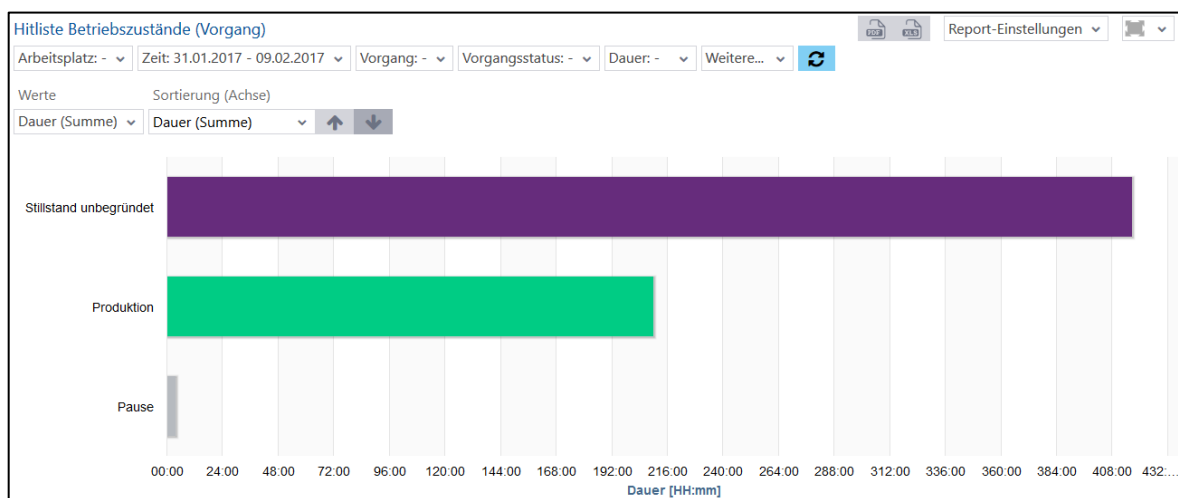 Hitliste Betriebszustände (Vorgang)
PDF XLS Report-Einstellungen
Arbeitsplatz: - Zeit: 31.01.2017 - 09.02.2017 Vorgang: - Vorgangsstatus: - Dauer: - Weitere...
Werte Sortierung (Achse)
Dauer (Summe) Dauer (Summe)
Stillstand unbegründet
Produktion
Pause
00:00 24:00 48:00 72:00 96:00 120:00 144:00 168:00 192:00 216:00 240:00 264:00 288:00 312:00 336:00 360:00 384:00 408:00 432:...
Dauer [HH:mm]